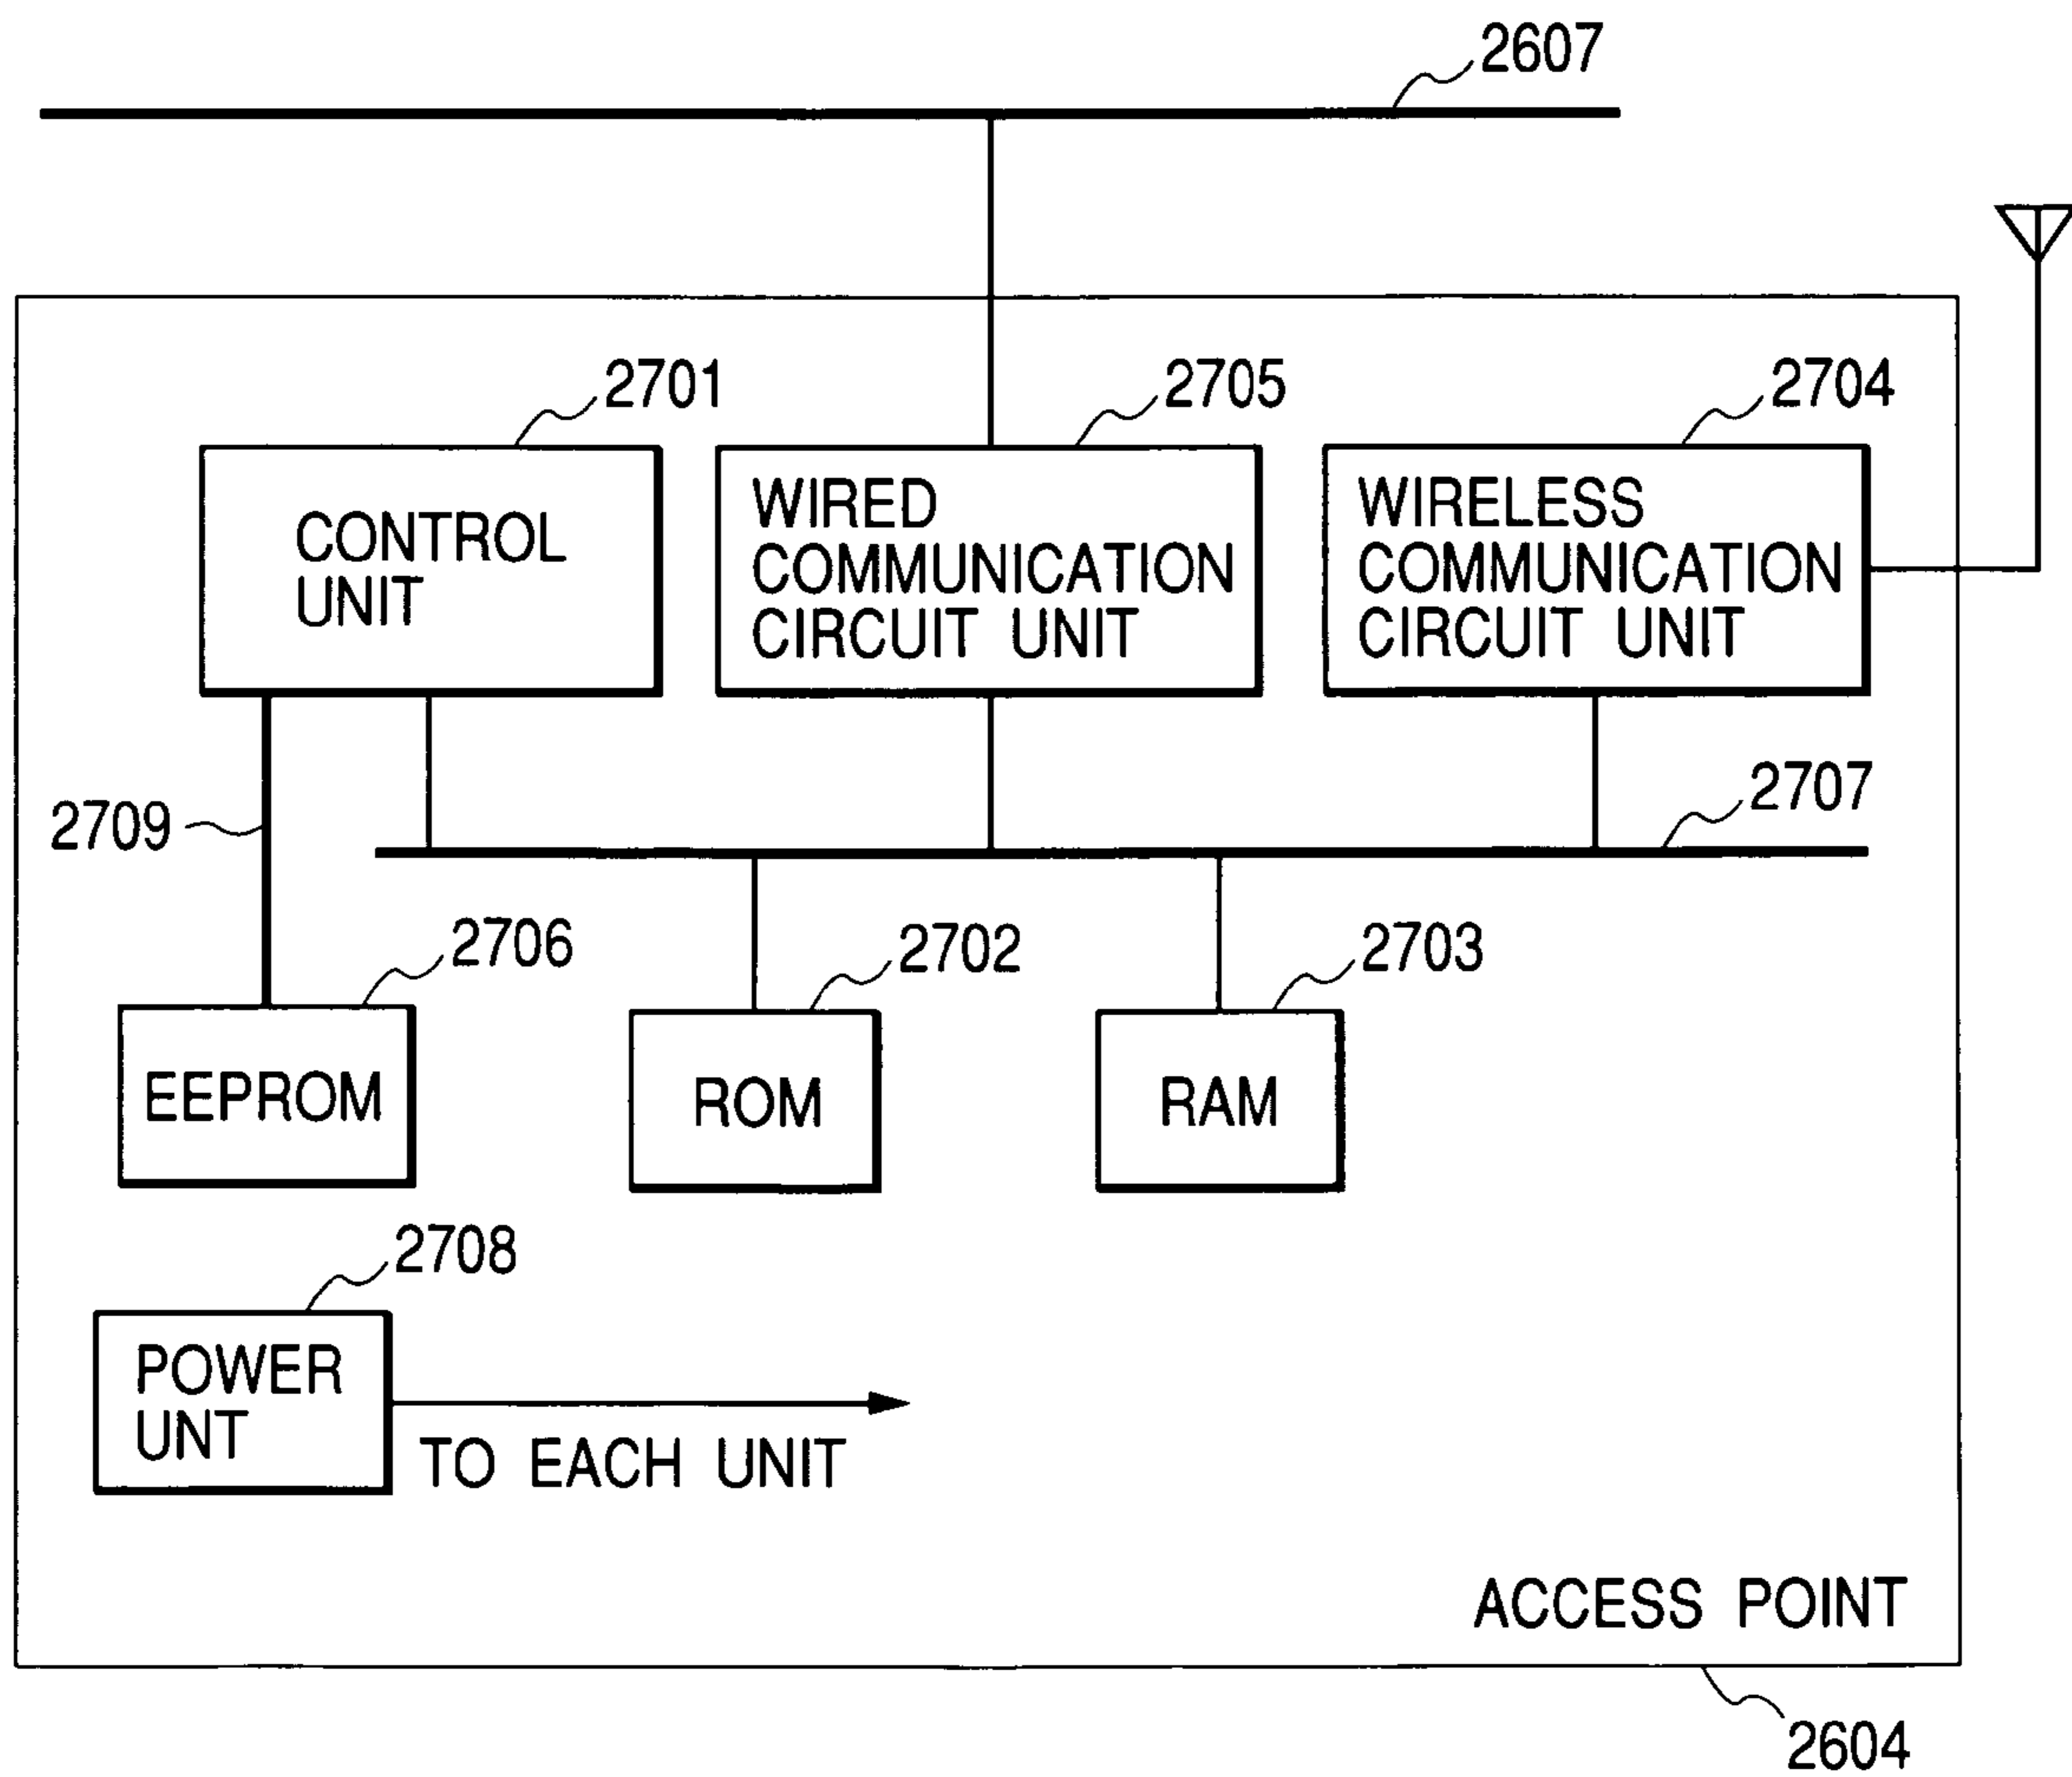 2607
2701
2705
2704
CONTROL
UNIT
WIRED
COMMUNICATION
CIRCUIT UNIT
WIRELESS
COMMUNICATION
CIRCUIT UNIT
2709
2707
2706
2702
2703
EEPROM
ROM
RAM
2708
POWER
UNT
TO EACH UNIT
ACCESS POINT
2604